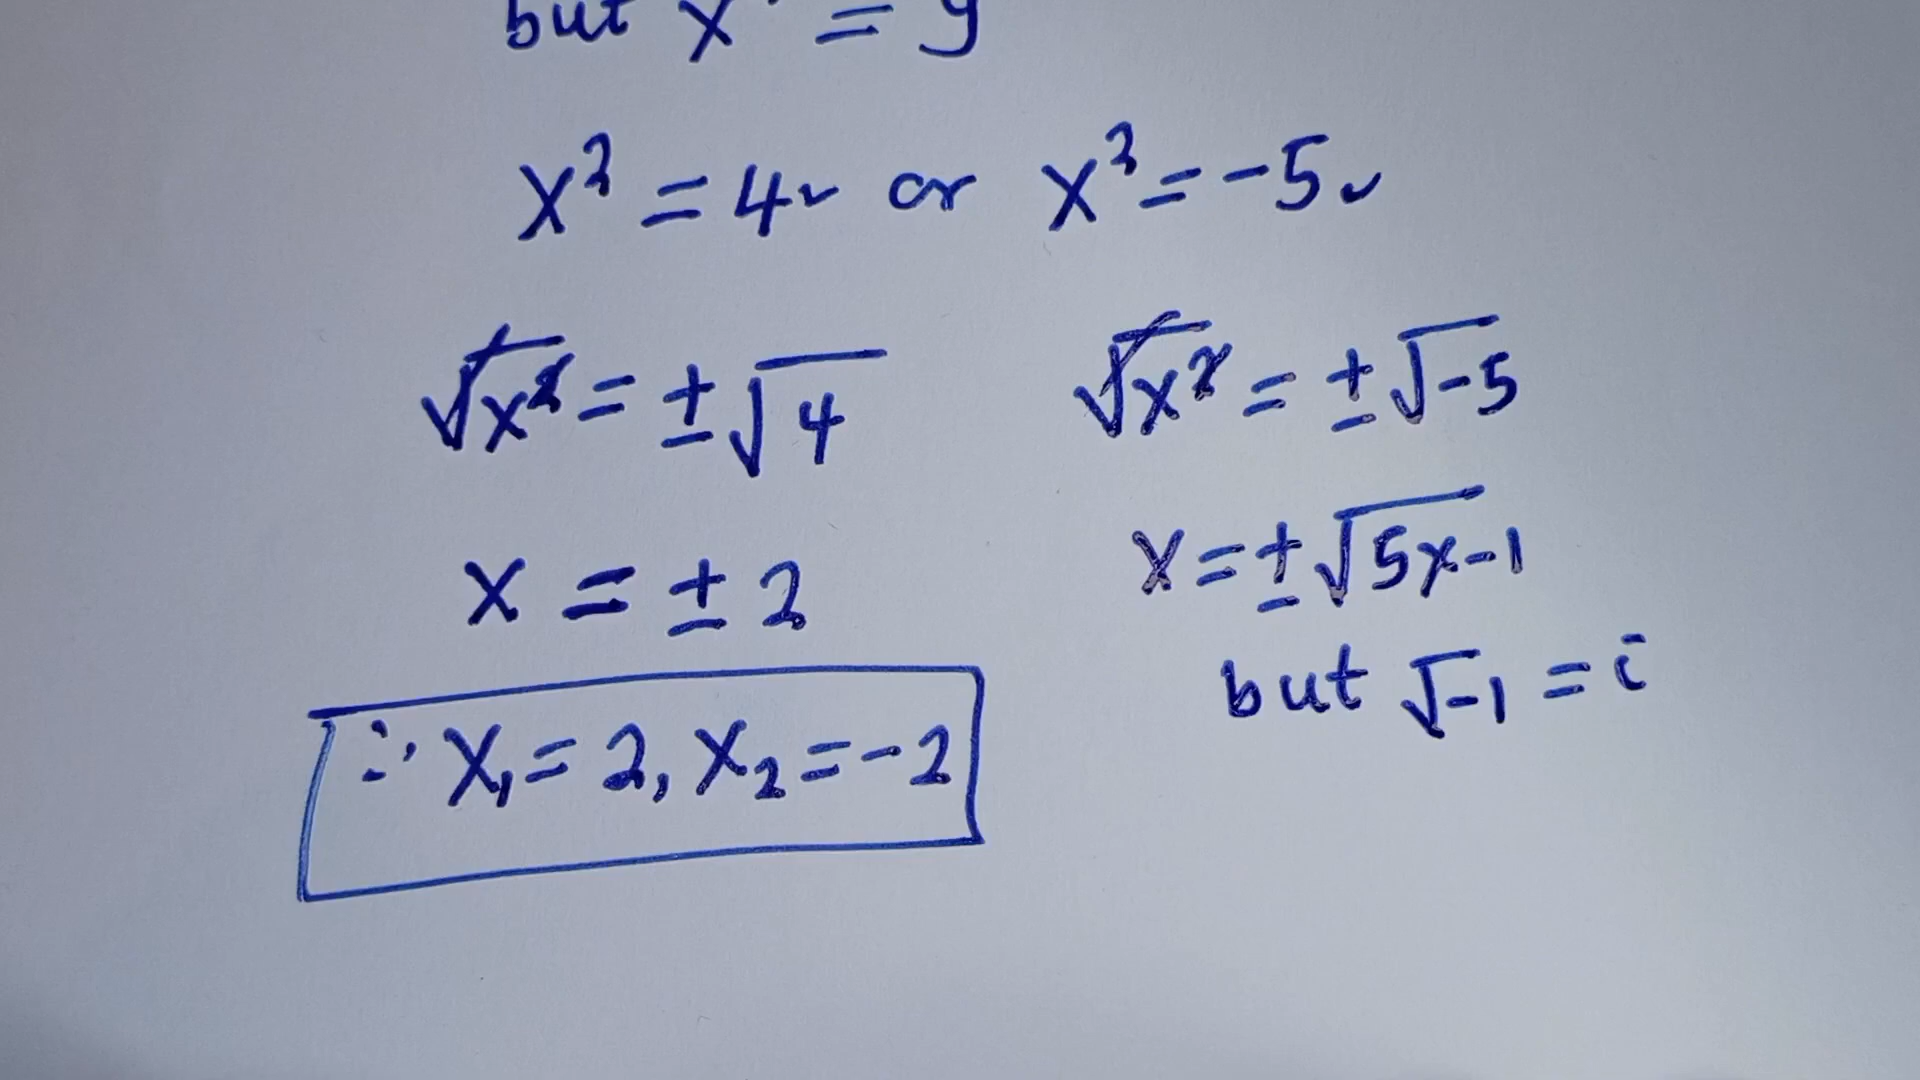 but x² = y
x² = 4 or x² = -5
√x² = ±√4
√x² = ±√-5
x = ±2
x = ±√5x-1
but √-1 = i
∴ x₁ = 2, x₂ = -2